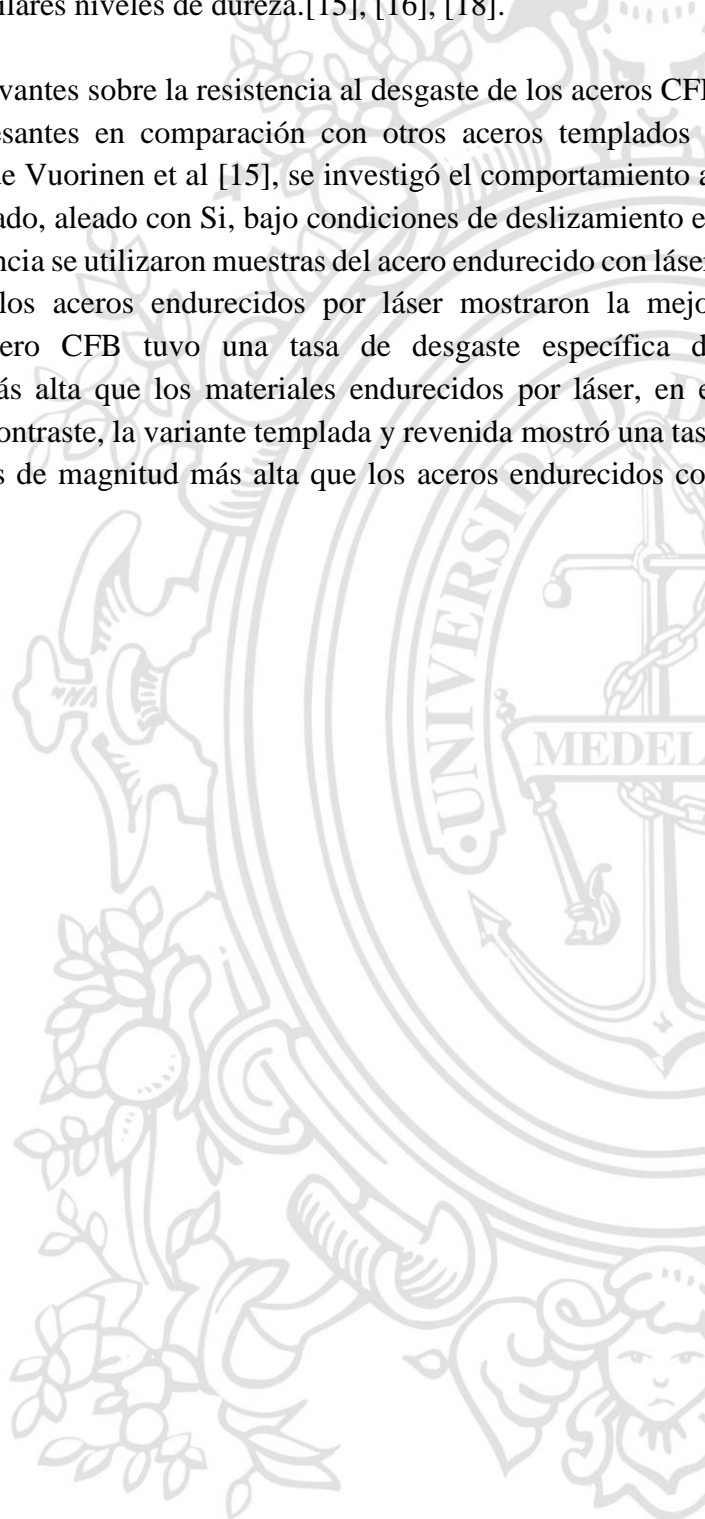 ilares niveles de dureza.[15], [16], [18].
vantes sobre la resistencia al desgaste de los aceros CF
esantes en comparación con otros aceros templados
e Vuorinen et al [15], se investigó el comportamiento a
ado, aleado con Si, bajo condiciones de deslizamiento e
ncia se utilizaron muestras del acero endurecido con láser
los aceros endurecidos por láser mostraron la mejo
ero CFB tuvo una tasa de desgaste específica d
ás alta que los materiales endurecidos por láser, en e
ontraste, la variante templada y revenida mostró una tas
s de magnitud más alta que los aceros endurecidos co
UNIVERSIDA
MEDEL